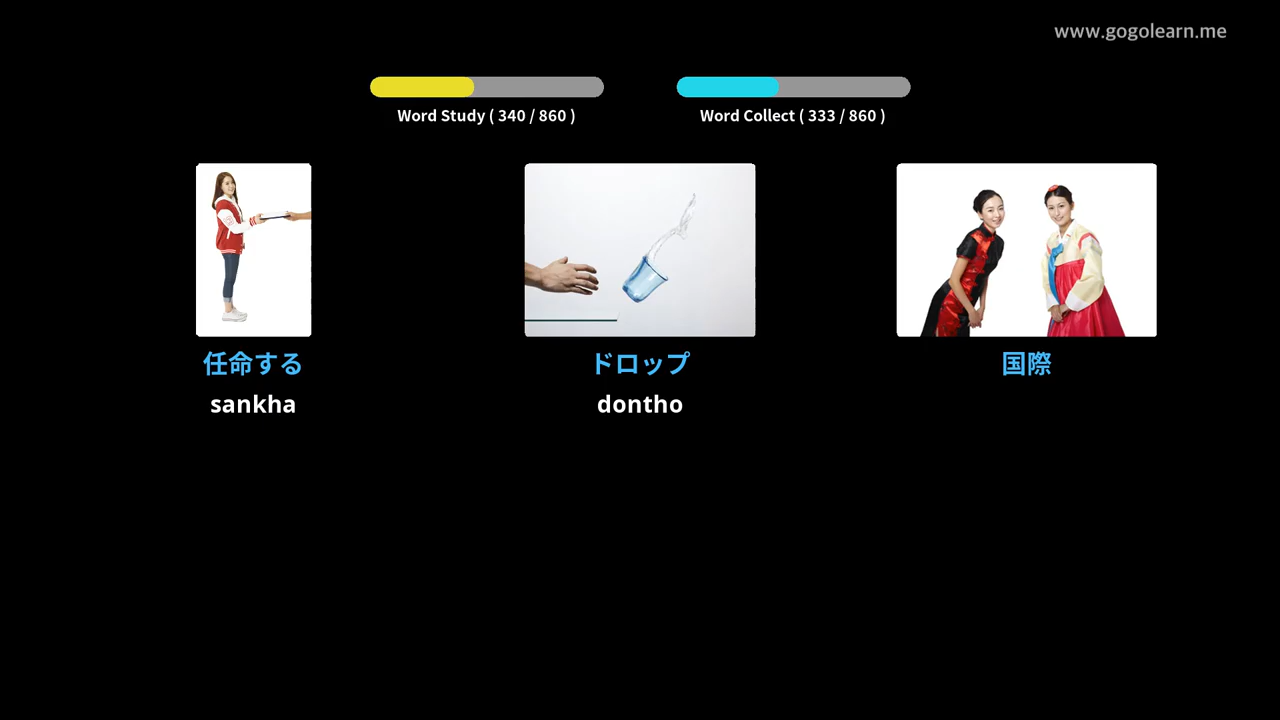 www.gogolearn.me
Word Study ( 340 / 860 )
Word Collect ( 333 / 860 )
任命する
ドロップ
国際
sankha
dontho